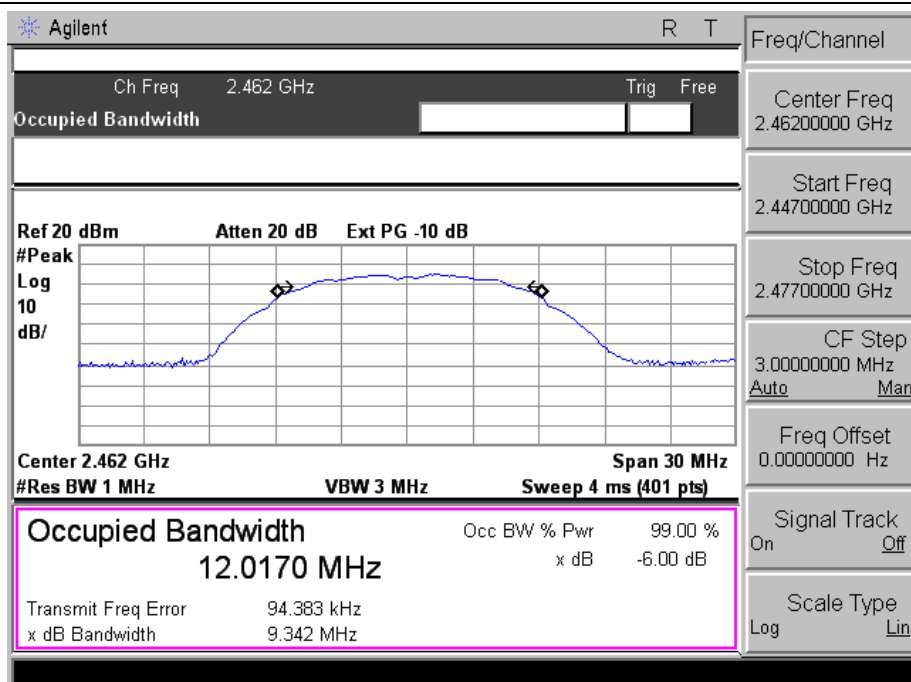 Agilent R T
Ch Freq 2.462 GHz Trig Free
Occupied Bandwidth
Ref 20 dBm Atten 20 dB Ext PG -10 dB
#Peak
Log
10
dB/
Center 2.462 GHz Span 30 MHz
#Res BW 1 MHz VBW 3 MHz Sweep 4 ms (401 pts)
Occupied Bandwidth Occ BW % Pwr 99.00 %
12.0170 MHz x dB -6.00 dB
Transmit Freq Error 94.383 kHz
x dB Bandwidth 9.342 MHz
Freq/Channel
Center Freq
2.46200000 GHz
Start Freq
2.44700000 GHz
Stop Freq
2.47700000 GHz
CF Step
3.00000000 MHz
Auto Man
Freq Offset
0.00000000 Hz
Signal Track
On Off
Scale Type
Log Lin